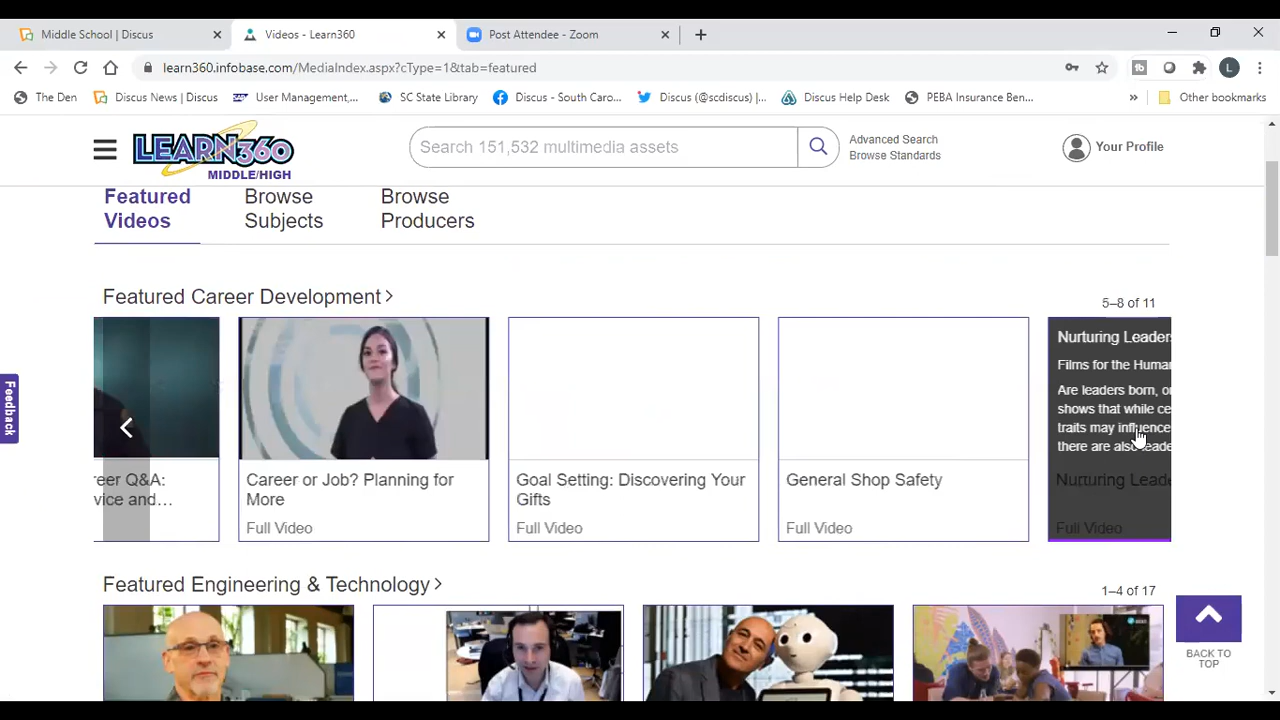 Middle School | Discus
Videos - Learn360
Post Attendee - Zoom
learn360.infobase.com/MediaIndex.aspx?cType=1&tab=featured
L
The Den
Discus News | Discus
User Management,...
SC State Library
Discus - South Caro...
Discus (@scdiscus) |...
Discus Help Desk
PEBA Insurance Ben...
»
Other bookmarks
LEARN360
MIDDLE/HIGH
Search 151,532 multimedia assets
Advanced Search
Browse Standards
Your Profile
Featured
Videos
Browse
Subjects
Browse
Producers
Featured Career Development >
5–8 of 11
reer Q&A:
vice and…
Career or Job? Planning for
More
Full Video
Goal Setting: Discovering Your
Gifts
Full Video
General Shop Safety
Full Video
Nurturing Leader
Films for the Human
Are leaders born, or
shows that while ce
traits may influence
there are also leade
Nurturing Leade
Full Video
Feedback
Featured Engineering & Technology >
1–4 of 17
BACK TO
TOP